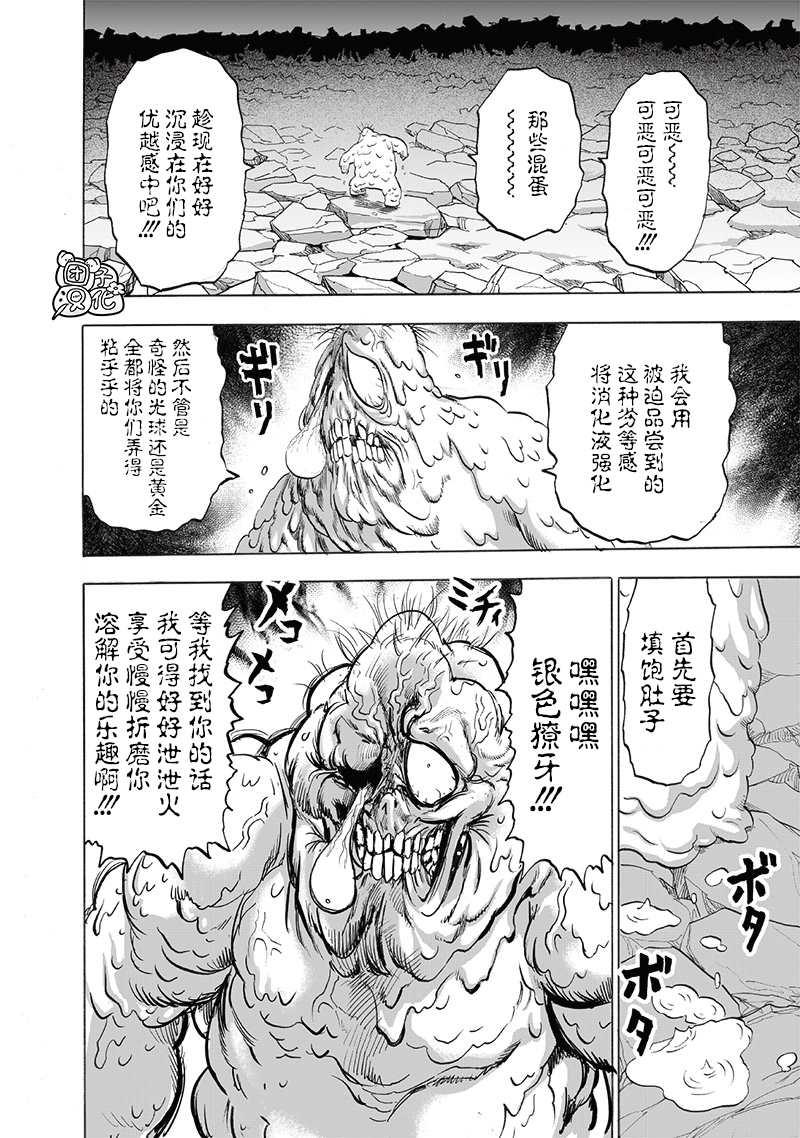 可恶~~
可恶可恶可恶!!!
那些混蛋
~~~~
趁现在好好
沉浸在你们的
优越感中吧!!!
团子
只化
我会用
被迫品尝到的
这种劣等感
将消化液强化
ギリ
ギリ
然后不管是
奇怪的光球还是黄金
全都将你们弄得
粘乎乎的
首先要
填饱肚子
ボタ
ボタ
ミチィ
嘿嘿嘿
银色獠牙!!!
メコ
メコ
等我找到你的话
我可得好好泄泄火
享受慢慢折磨你
溶解你的乐趣啊!!!